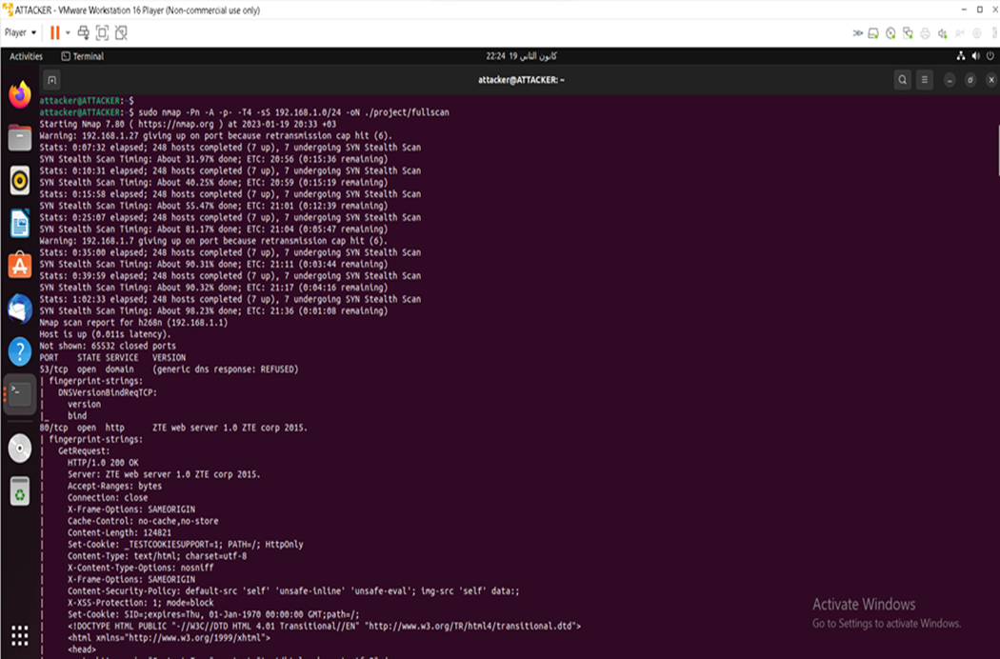 ATTACKER - VMware Workstation 16 Player (Non-commercial use only)
Player
Activities
Terminal
22:24 19 كانون الثاني
attacker@ATTACKER: ~
attacker@ATTACKER:~$
attacker@ATTACKER:~$ sudo nmap -Pn -A -p- -T4 -sS 192.168.1.0/24 -oN ./project/fullscan
Starting Nmap 7.80 ( https://nmap.org ) at 2023-01-19 20:33 +03
Warning: 192.168.1.27 giving up on port because retransmission cap hit (6).
Stats: 0:07:32 elapsed; 248 hosts completed (7 up), 7 undergoing SYN Stealth Scan
SYN Stealth Scan Timing: About 31.97% done; ETC: 20:56 (0:15:36 remaining)
Stats: 0:10:31 elapsed; 248 hosts completed (7 up), 7 undergoing SYN Stealth Scan
SYN Stealth Scan Timing: About 40.25% done; ETC: 20:59 (0:15:19 remaining)
Stats: 0:15:58 elapsed; 248 hosts completed (7 up), 7 undergoing SYN Stealth Scan
SYN Stealth Scan Timing: About 55.47% done; ETC: 21:01 (0:12:39 remaining)
Stats: 0:25:07 elapsed; 248 hosts completed (7 up), 7 undergoing SYN Stealth Scan
SYN Stealth Scan Timing: About 81.17% done; ETC: 21:04 (0:05:47 remaining)
Warning: 192.168.1.7 giving up on port because retransmission cap hit (6).
Stats: 0:35:00 elapsed; 248 hosts completed (7 up), 7 undergoing SYN Stealth Scan
SYN Stealth Scan Timing: About 90.31% done; ETC: 21:11 (0:03:44 remaining)
Stats: 0:39:59 elapsed; 248 hosts completed (7 up), 7 undergoing SYN Stealth Scan
SYN Stealth Scan Timing: About 90.32% done; ETC: 21:17 (0:04:16 remaining)
Stats: 1:02:33 elapsed; 248 hosts completed (7 up), 7 undergoing SYN Stealth Scan
SYN Stealth Scan Timing: About 98.23% done; ETC: 21:36 (0:01:08 remaining)
Nmap scan report for h268n (192.168.1.1)
Host is up (0.011s latency).
Not shown: 65532 closed ports
PORT STATE SERVICE VERSION
53/tcp open domain (generic dns response: REFUSED)
| fingerprint-strings:
| DNSVersionBindReqTCP:
| version
|_ bind
80/tcp open http ZTE web server 1.0 ZTE corp 2015.
| fingerprint-strings:
| GetRequest:
| HTTP/1.0 200 OK
| Server: ZTE web server 1.0 ZTE corp 2015.
| Accept-Ranges: bytes
| Connection: close
| X-Frame-Options: SAMEORIGIN
| Cache-Control: no-cache,no-store
| Content-Length: 124821
| Set-Cookie: _TESTCOOKIESUPPORT=1; PATH=/; HttpOnly
| Content-Type: text/html; charset=utf-8
| X-Content-Type-Options: nosniff
| X-Frame-Options: SAMEORIGIN
| Content-Security-Policy: default-src 'self' 'unsafe-inline' 'unsafe-eval'; img-src 'self' data:;
| X-XSS-Protection: 1; mode=block
| Set-Cookie: SID=;expires=Thu, 01-Jan-1970 00:00:00 GMT;path=/;
| <!DOCTYPE HTML PUBLIC "-//W3C//DTD HTML 4.01 Transitional//EN" "http://www.w3.org/TR/html4/transitional.dtd">
| <html xmlns="http://www.w3.org/1999/xhtml">
| <head>
Activate Windows
Go to Settings to activate Windows.